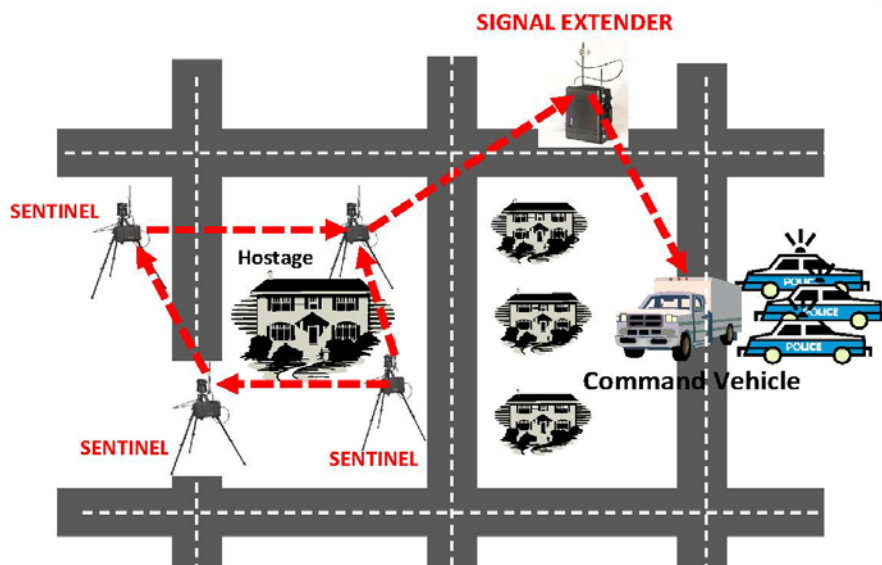 SIGNAL EXTENDER
SENTINEL
Hostage
POLICE
POLICE
POLICE
Command Vehicle
SENTINEL
SENTINEL